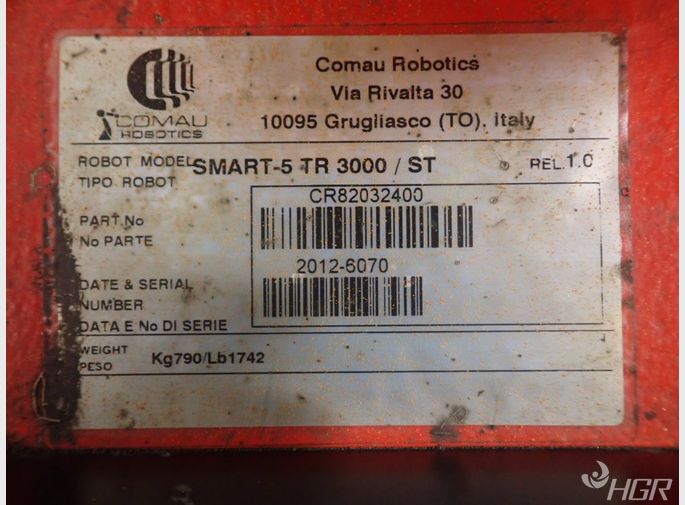 COMAU
ROBOTICS
Comau Robotics
Via Rivalta 30
10095 Grugliasco (TO), Italy
ROBOT MODEL
TIPO ROBOT
SMART-5 TR 3000 / ST
REL.1.0
PART.No
No PARTE
CR82032400
DATE & SERIAL
NUMBER
DATA E No DI SERIE
2012-6070
WEIGHT
PESO
Kg790/Lb1742
HGR